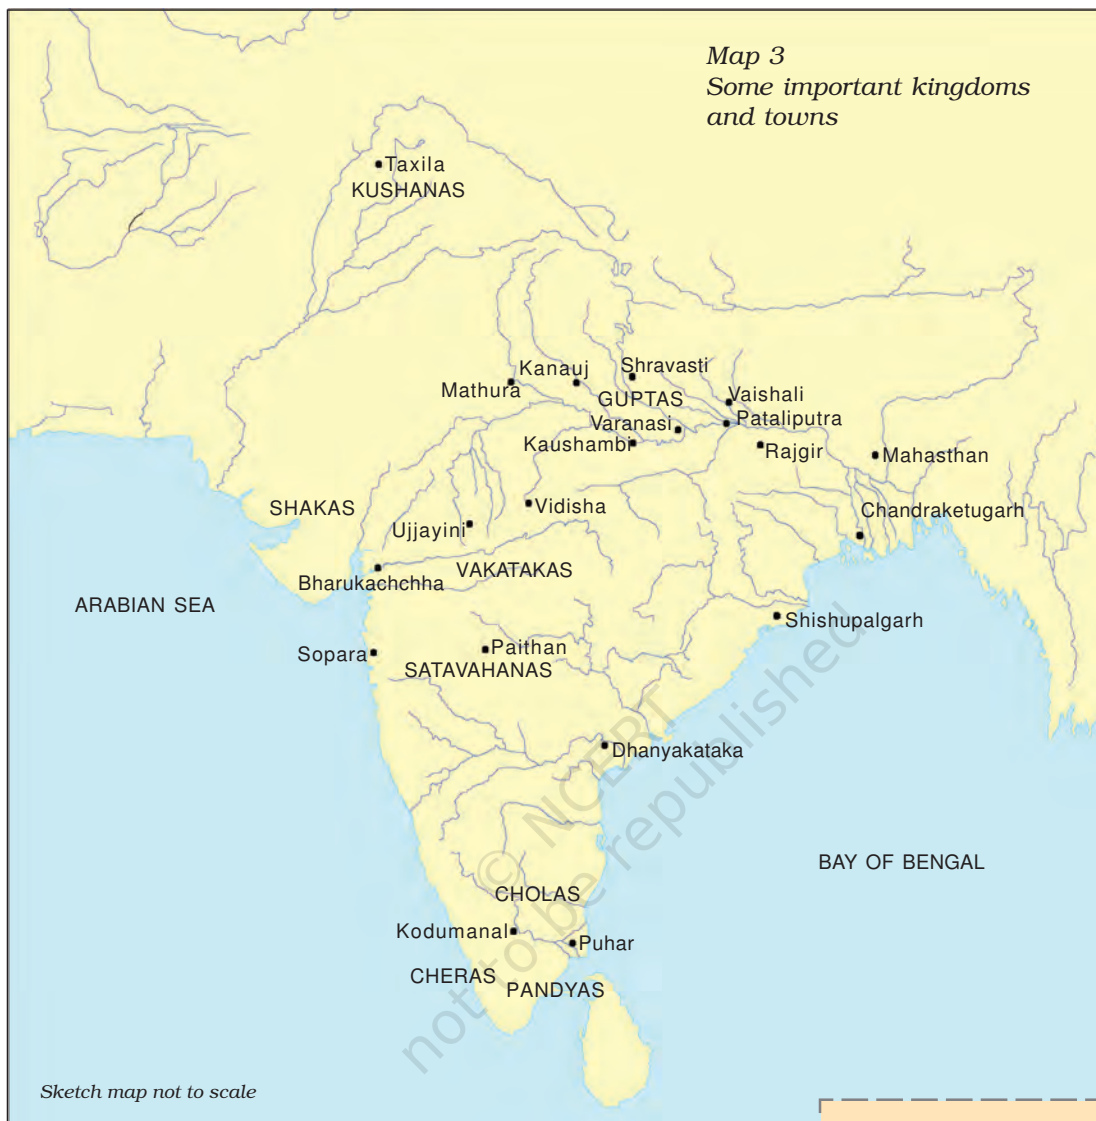 Map 3
Some important kingdoms
and towns
Taxila
KUSHANAS
Shravasti
Kanauj
Mathura
GUPTAS
Vaishali
Varanasi
Pataliputra
Kaushambi
Rajgir
Mahasthan
SHAKAS
Vidisha
Chandraketugarh
Ujjayini
VAKATAKAS
Bharukachchha
ARABIAN SEA
Shishupalgarh
Sopara
Paithan
SATAVAHANAS
Dhanyakataka
© NCERT
not to be republished
BAY OF BENGAL
CHOLAS
Kodumanal
Puhar
CHERAS
PANDYAS
Sketch map not to scale